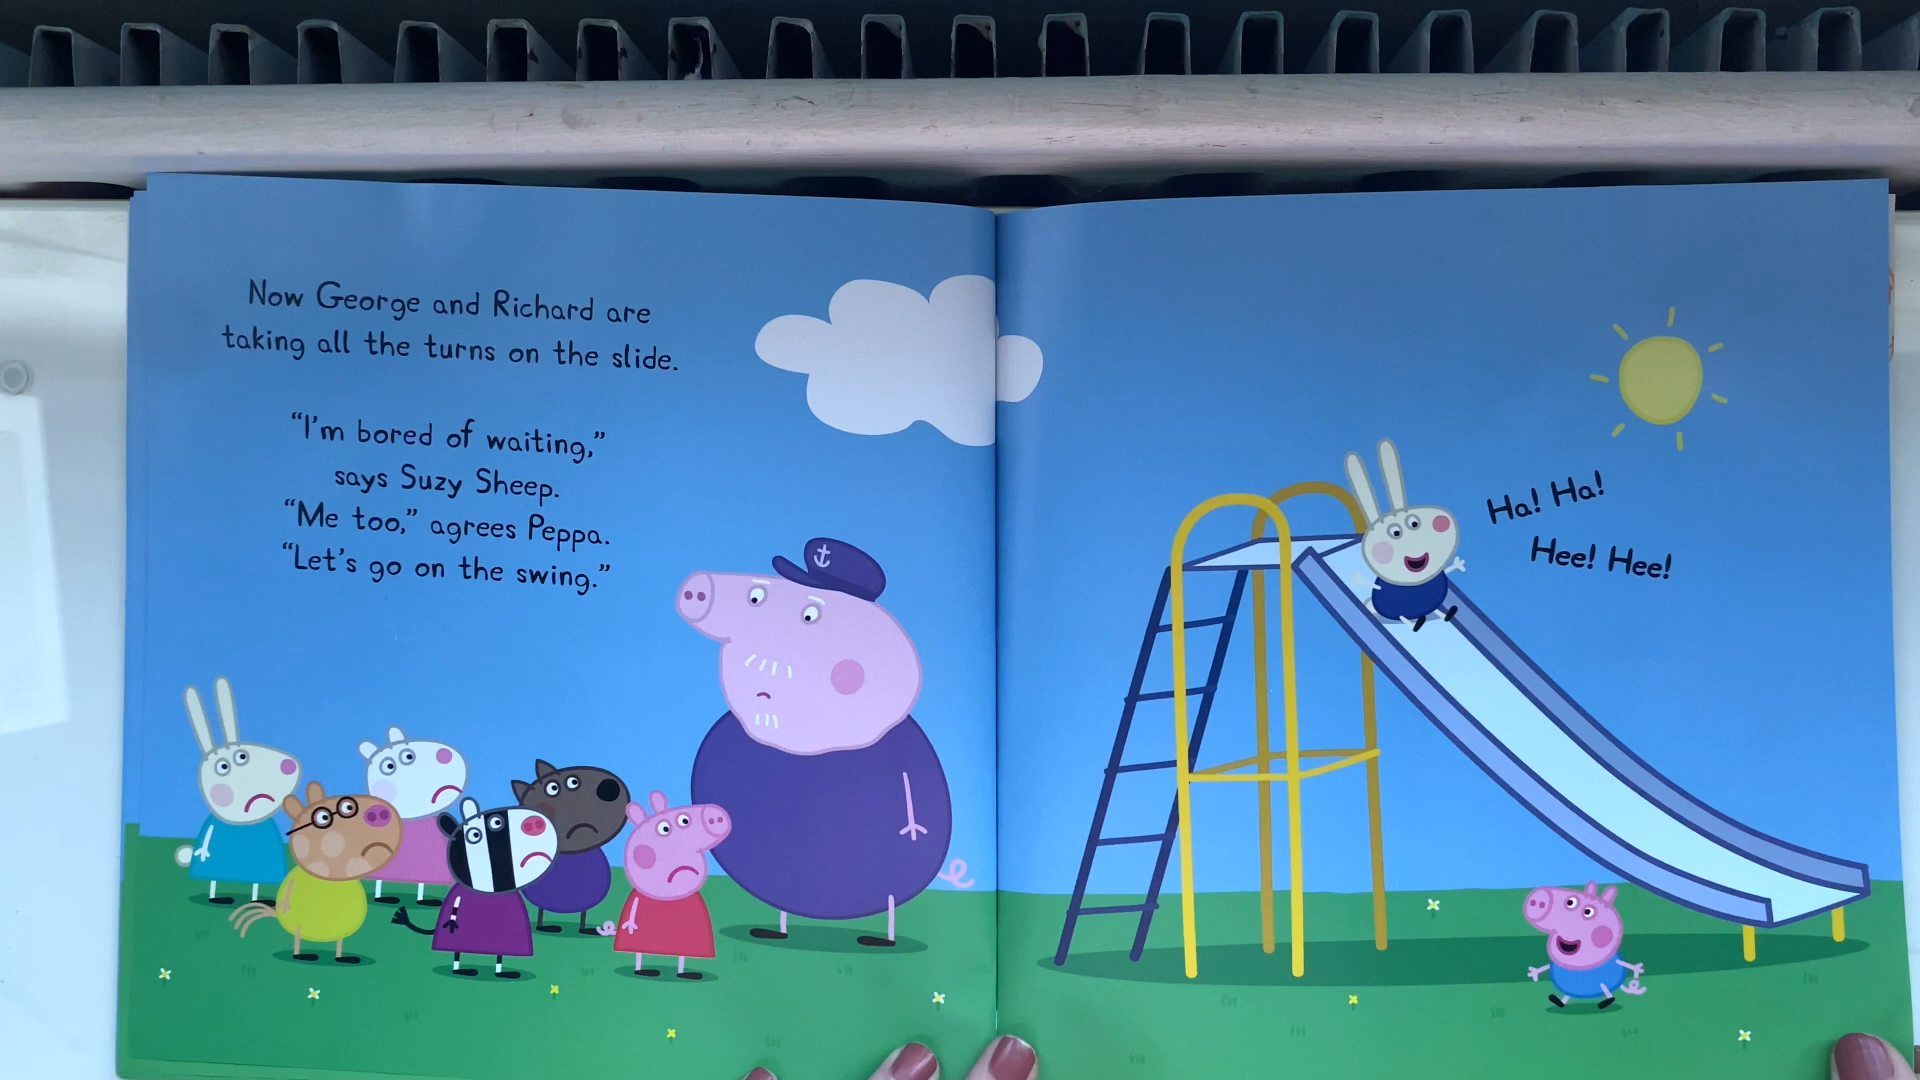 Now George and Richard are
taking all the turns on the slide.
“I’m bored of waiting,”
says Suzy Sheep.
“Me too,” agrees Peppa.
“Let’s go on the swing.”
Ha! Ha!
Hee! Hee!